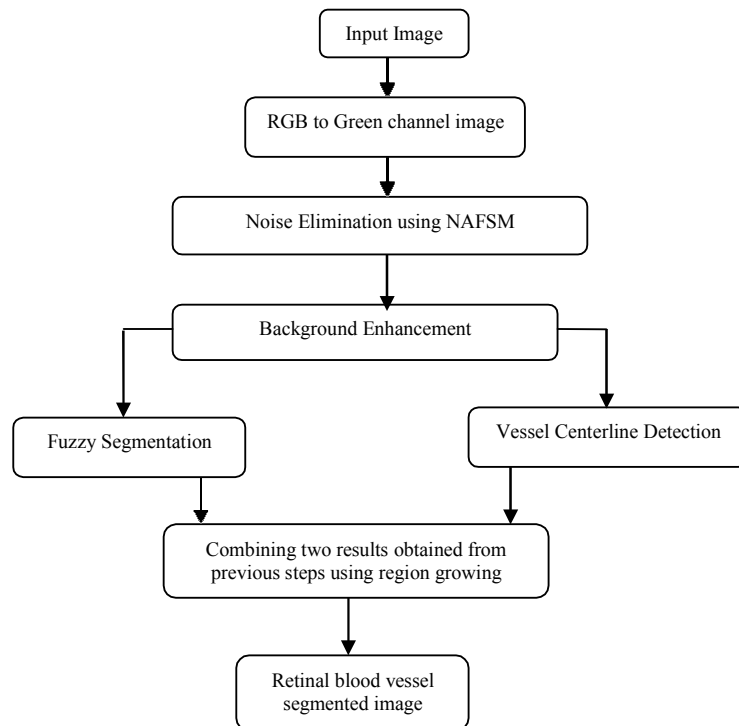 Input Image
RGB to Green channel image
Noise Elimination using NAFSM
Background Enhancement
Fuzzy Segmentation
Vessel Centerline Detection
Combining two results obtained from
previous steps using region growing
Retinal blood vessel
segmented image